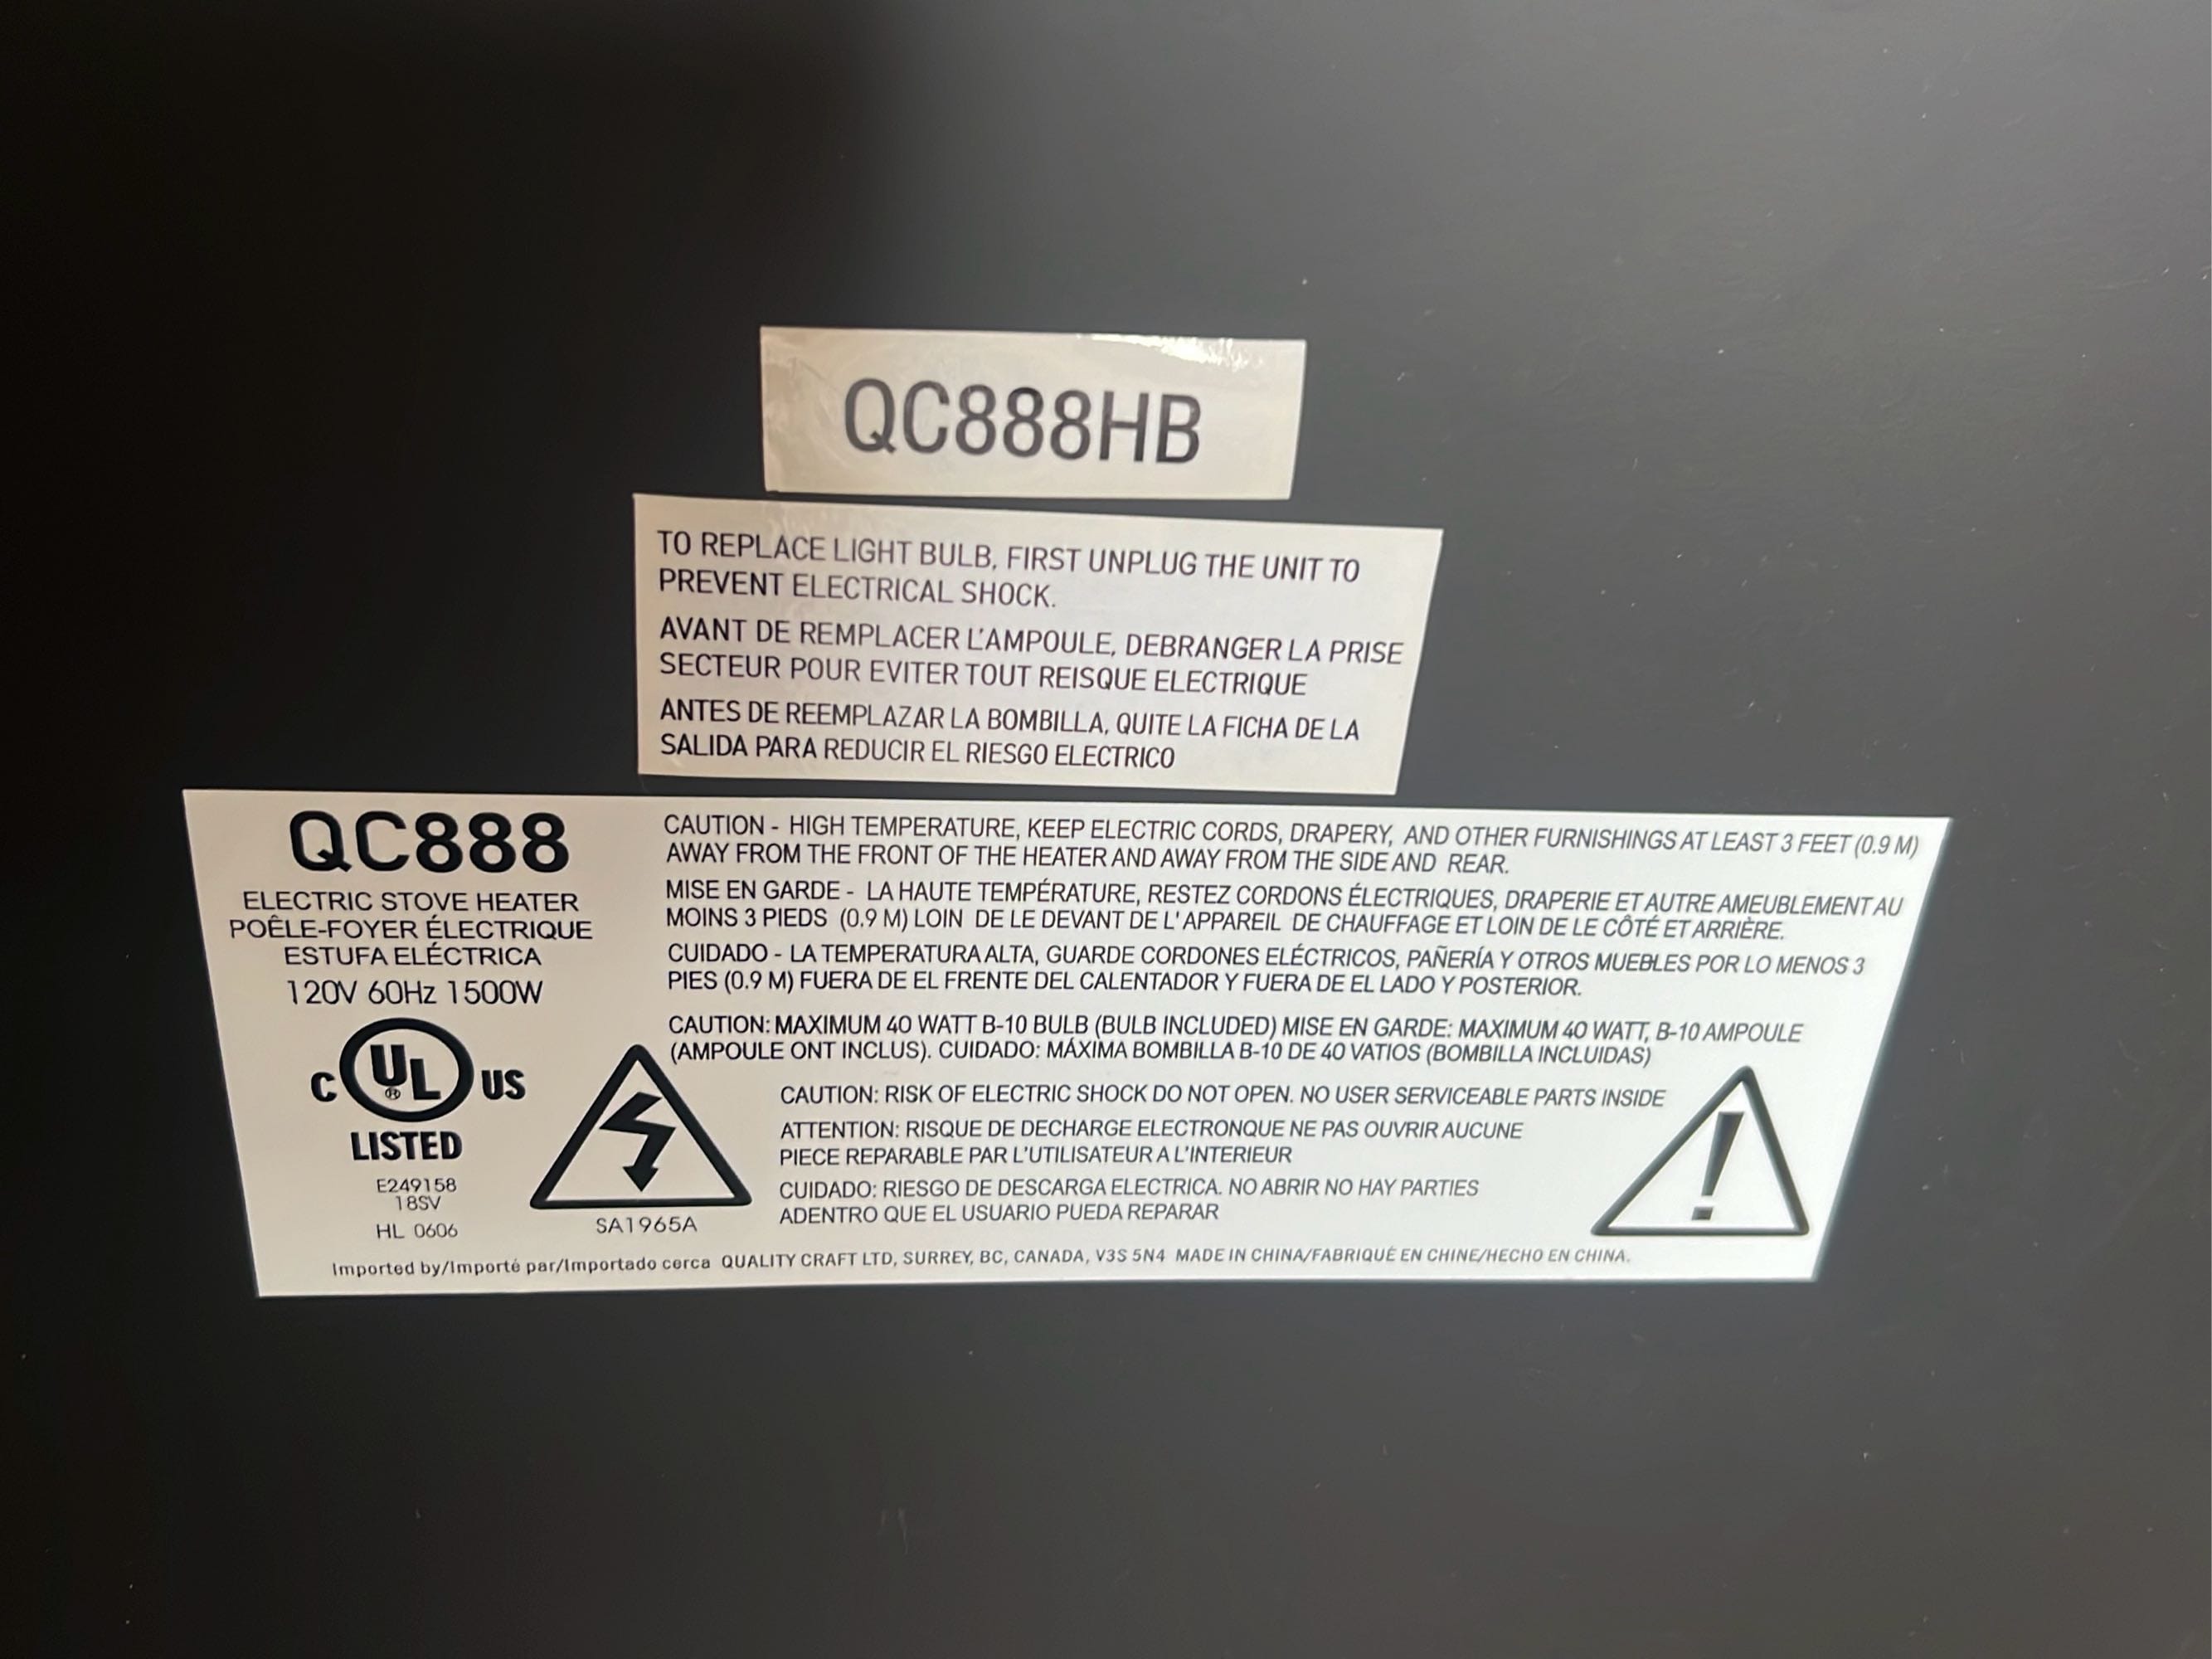 QC888HB
TO REPLACE LIGHT BULB, FIRST UNPLUG THE UNIT TO
PREVENT ELECTRICAL SHOCK.
AVANT DE REMPLACER L'AMPOULE, DEBRANGER LA PRISE
SECTEUR POUR EVITER TOUT REISQUE ELECTRIQUE
ANTES DE REEMPLAZAR LA BOMBILLA, QUITE LA FICHA DE LA
SALIDA PARA REDUCIR EL RIESGO ELECTRICO
QC888
ELECTRIC STOVE HEATER
POÊLE-FOYER ÉLECTRIQUE
ESTUFA ELÉCTRICA
120V 60Hz 1500W
C UL ® US
LISTED
E249158
18SV
HL 0606
CAUTION - HIGH TEMPERATURE, KEEP ELECTRIC CORDS, DRAPERY, AND OTHER FURNISHINGS AT LEAST 3 FEET (0.9 M)
AWAY FROM THE FRONT OF THE HEATER AND AWAY FROM THE SIDE AND REAR.
MISE EN GARDE - LA HAUTE TEMPÉRATURE, RESTEZ CORDONS ÉLECTRIQUES, DRAPERIE ET AUTRE AMEUBLEMENT AU
MOINS 3 PIEDS (0.9 M) LOIN DE LE DEVANT DE L'APPAREIL DE CHAUFFAGE ET LOIN DE LE CÔTÉ ET ARRIÈRE.
CUIDADO - LA TEMPERATURA ALTA, GUARDE CORDONES ELÉCTRICOS, PAÑERÍA Y OTROS MUEBLES POR LO MENOS 3
PIES (0.9 M) FUERA DE EL FRENTE DEL CALENTADOR Y FUERA DE EL LADO Y POSTERIOR.
CAUTION: MAXIMUM 40 WATT B-10 BULB (BULB INCLUDED) MISE EN GARDE: MAXIMUM 40 WATT, B-10 AMPOULE
(AMPOULE ONT INCLUS). CUIDADO: MÁXIMA BOMBILLA B-10 DE 40 VATIOS (BOMBILLA INCLUIDAS)
CAUTION: RISK OF ELECTRIC SHOCK DO NOT OPEN. NO USER SERVICEABLE PARTS INSIDE
ATTENTION: RISQUE DE DECHARGE ELECTRONQUE NE PAS OUVRIR AUCUNE
PIECE REPARABLE PAR L'UTILISATEUR A L'INTERIEUR
CUIDADO: RIESGO DE DESCARGA ELECTRICA. NO ABRIR NO HAY PARTIES
ADENTRO QUE EL USUARIO PUEDA REPARAR
SA1965A
Imported by/Importé par/Importado cerca QUALITY CRAFT LTD, SURREY, BC, CANADA, V3S 5N4 MADE IN CHINA/FABRIQUÉ EN CHINE/HECHO EN CHINA.